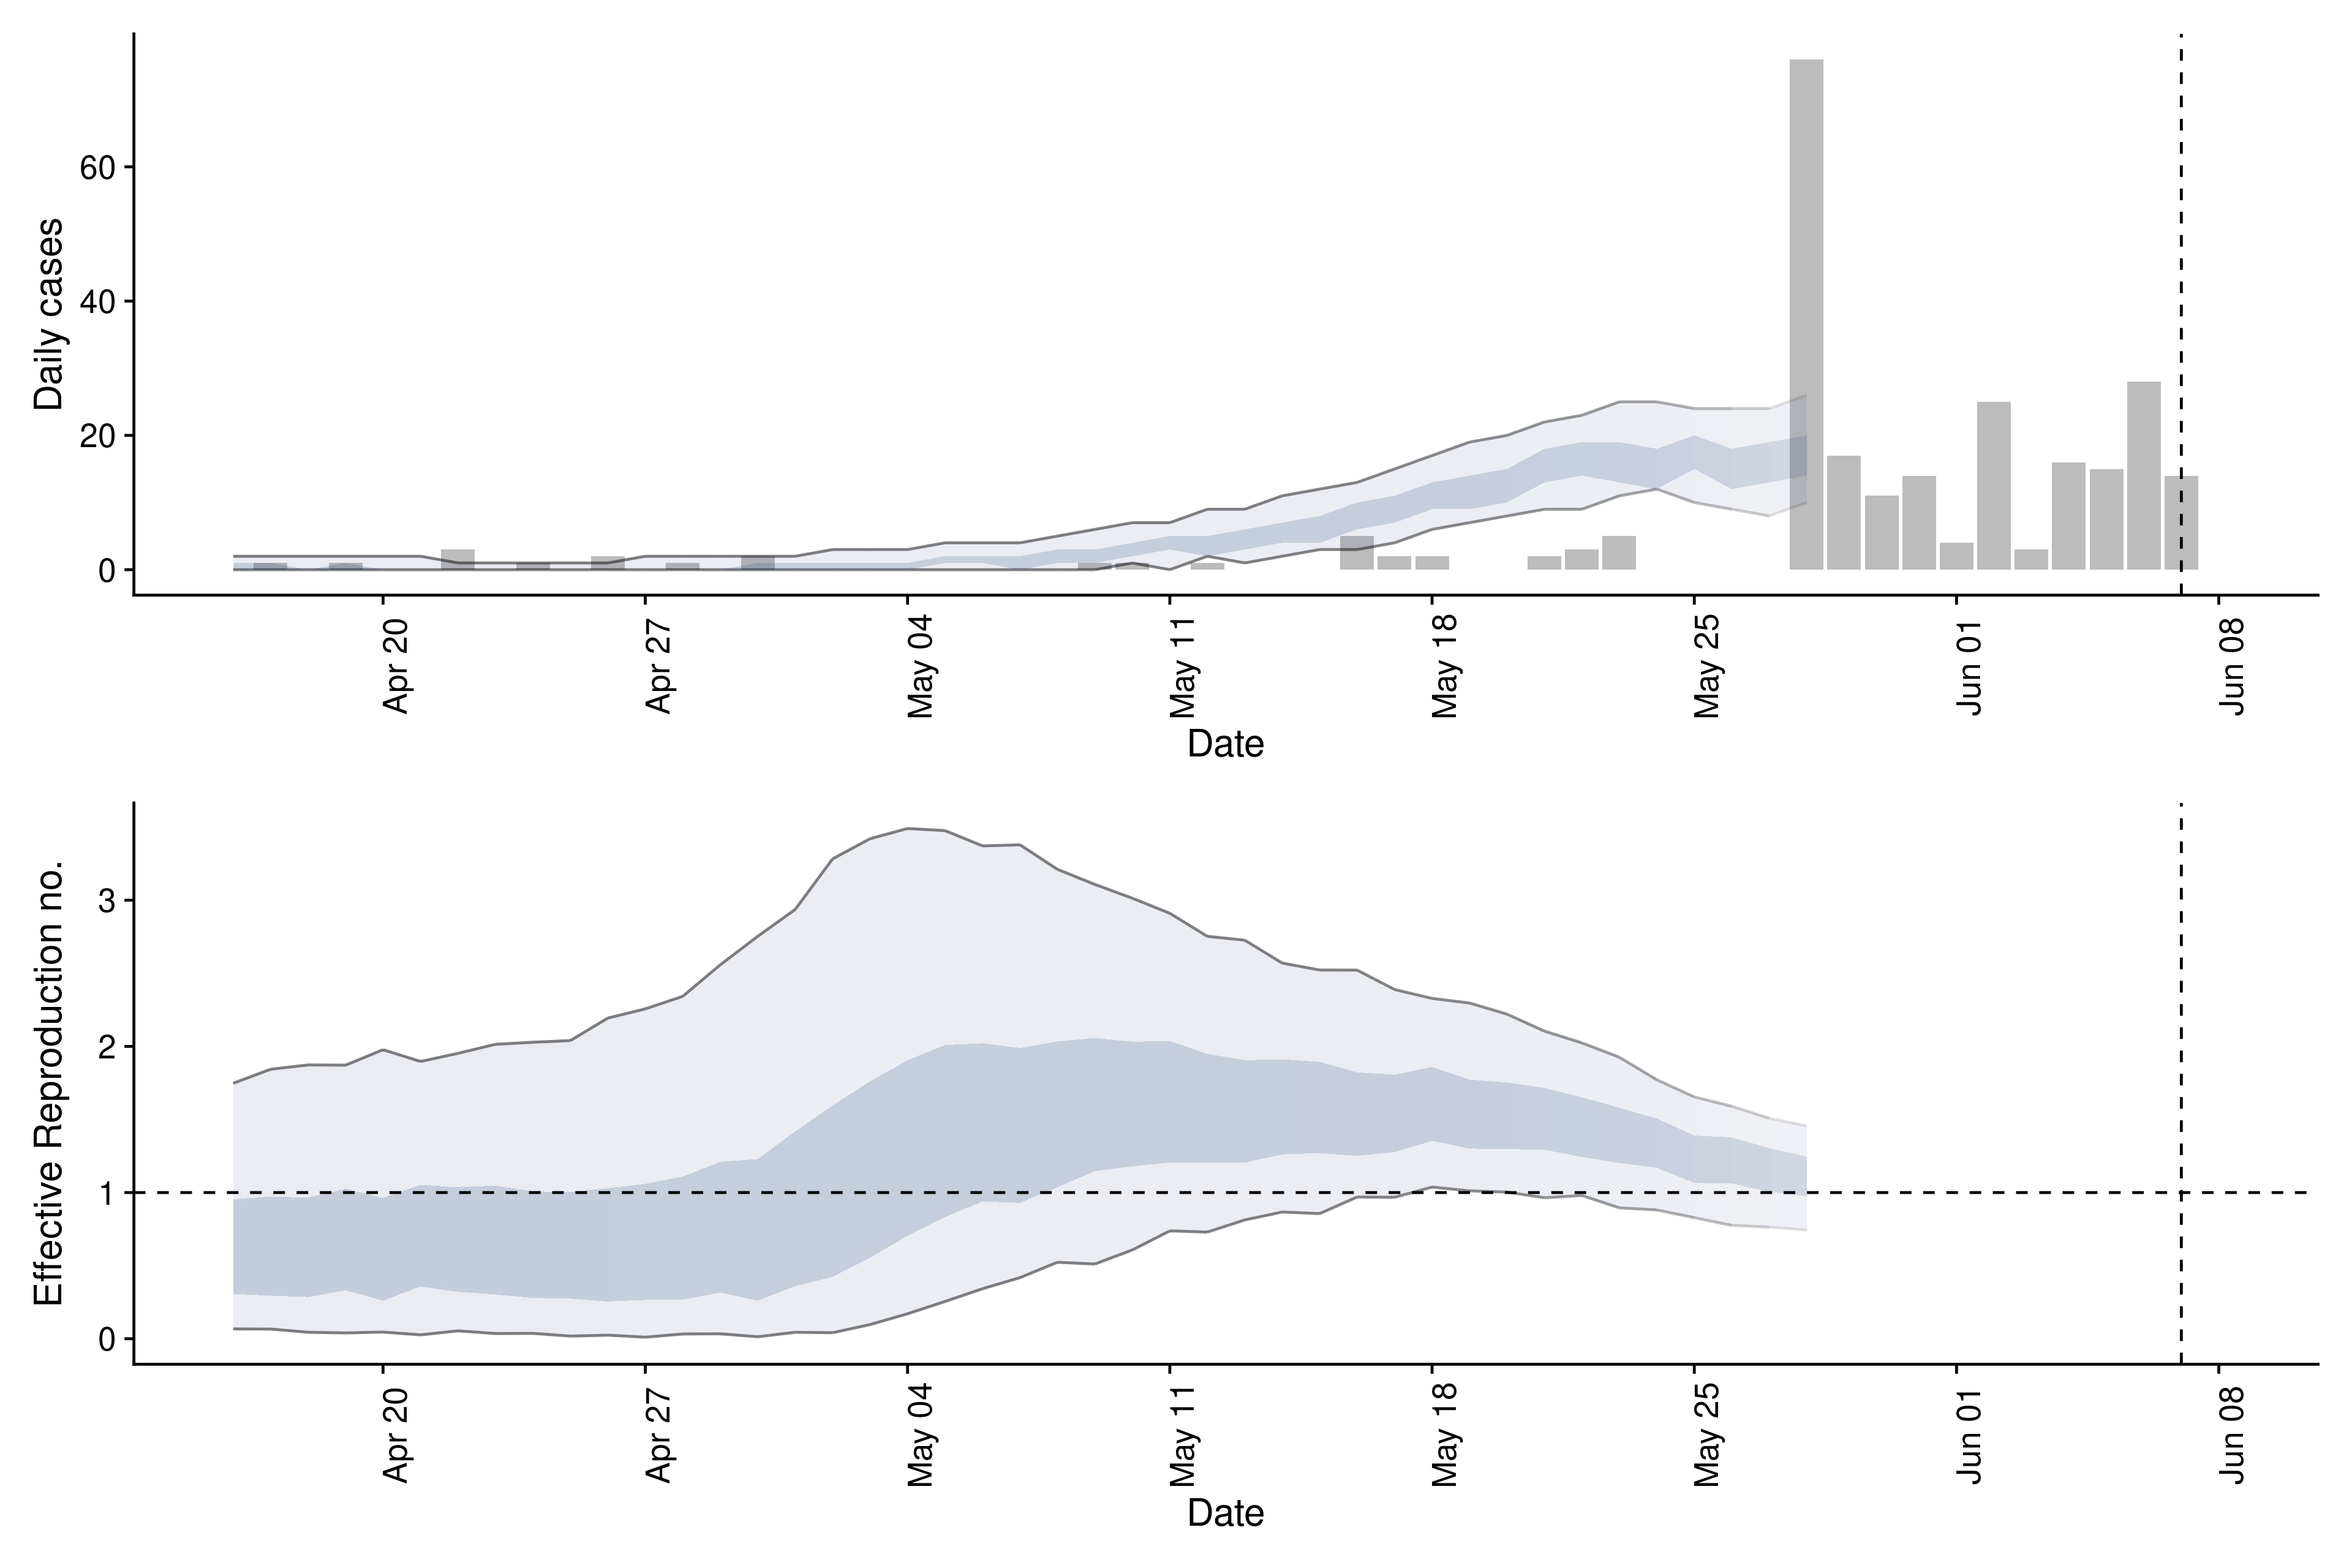 Daily cases
60
40
20
0
Apr 20
Apr 27
May 04
May 11
May 18
May 25
Jun 01
Jun 08
Date
Effective Reproduction no.
3
2
1
0
Apr 20
Apr 27
May 04
May 11
May 18
May 25
Jun 01
Jun 08
Date